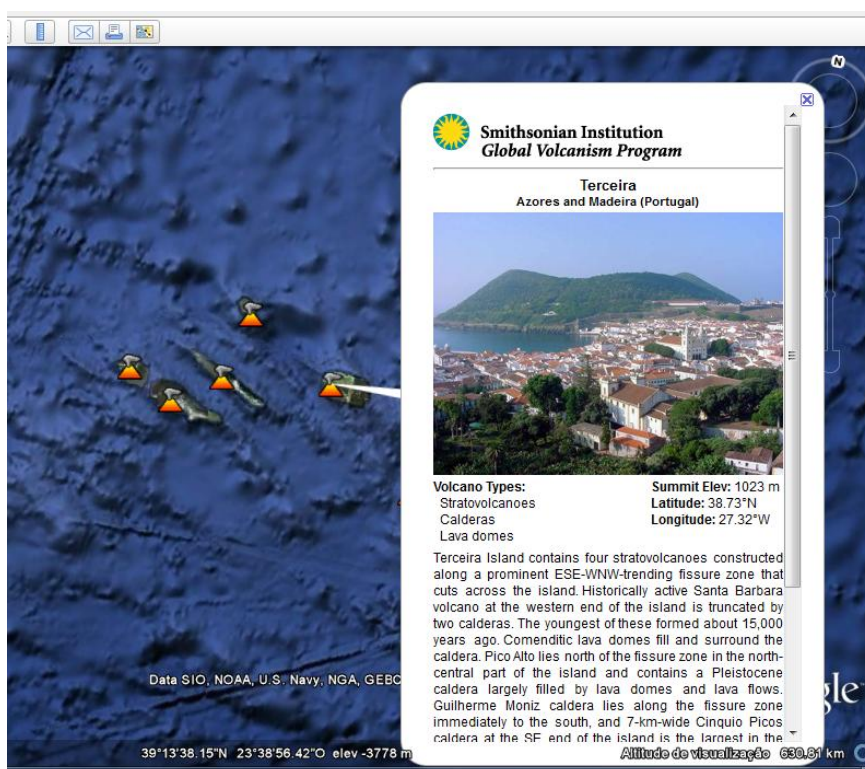 N
Smithsonian Institution
Global Volcanism Program
Terceira
Azores and Madeira (Portugal)
Volcano Types:
Stratovolcanoes
Calderas
Lava domes
Summit Elev: 1023 m
Latitude: 38.73°N
Longitude: 27.32°W
Terceira Island contains four stratovolcanoes constructed
along a prominent ESE-WNW-trending fissure zone that
cuts across the island. Historically active Santa Barbara
volcano at the western end of the island is truncated by
two calderas. The youngest of these formed about 15,000
years ago. Comenditic lava domes fill and surround the
caldera. Pico Alto lies north of the fissure zone in the north-
central part of the island and contains a Pleistocene
caldera largely filled by lava domes and lava flows.
Guilherme Moniz caldera lies along the fissure zone
immediately to the south, and 7-km-wide Cinquio Picos
caldera at the SE end of the island is the largest in the
Data SIO, NOAA, U.S. Navy, NGA, GEBC
gle
39°13'38.15"N 23°38'56.42"O elev -3778 m
Altitude de visualização 630.81 km